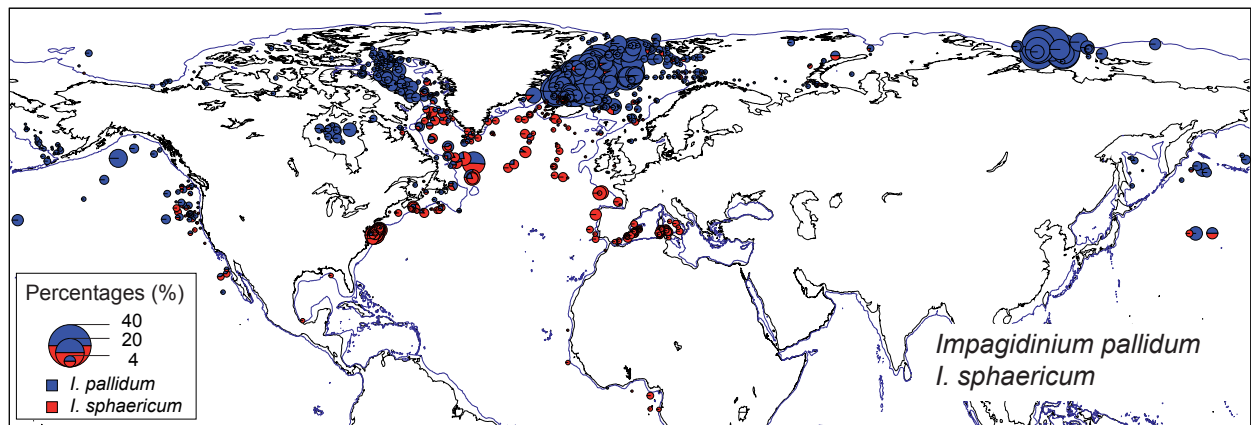 Percentages (%)
40
20
4
I. pallidum
I. sphaericum
Impagidinium pallidum
I. sphaericum